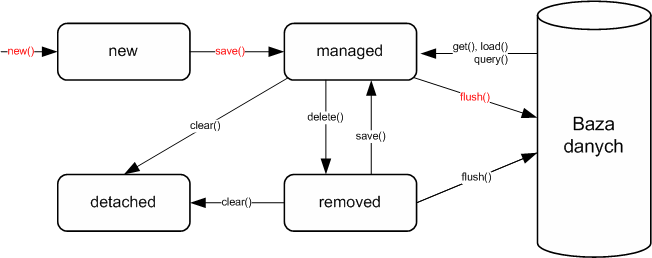 new()
new
save()
managed
get(), load()
query()
flush()
clear()
delete()
save()
Baza
danych
flush()
detached
clear()
removed